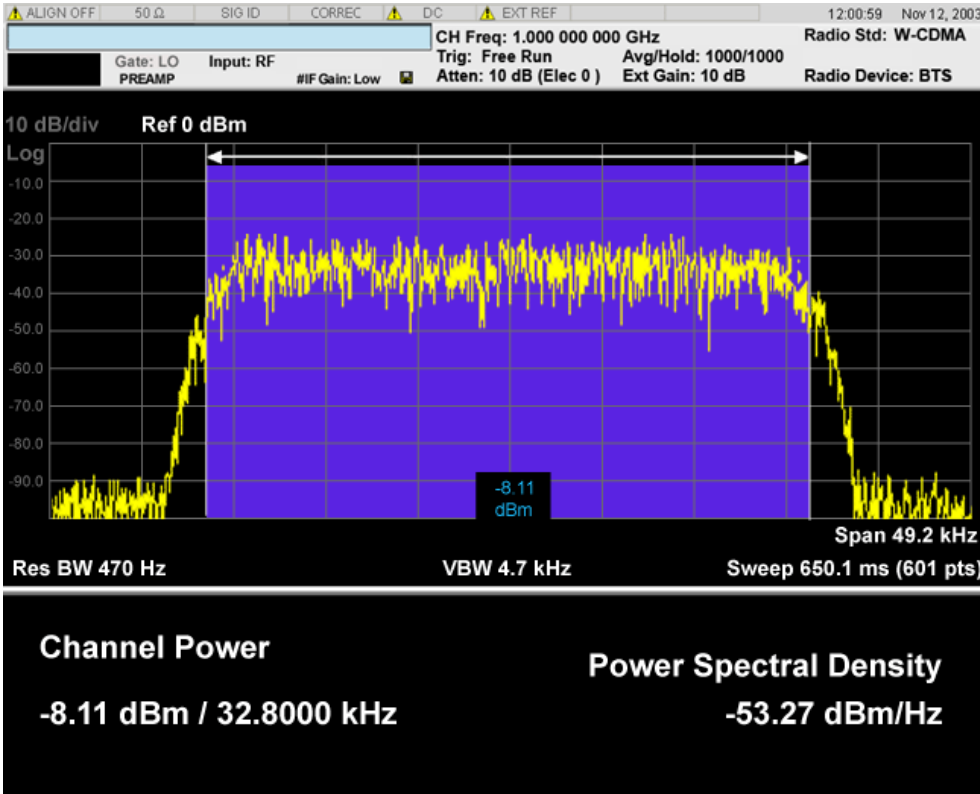 ALIGN OFF 50 Ω SIG ID CORREC DC EXT REF 12:00:59 Nov 12, 2003
CH Freq: 1.000 000 000 GHz Radio Std: W-CDMA
Gate: LO Input: RF Trig: Free Run Avg/Hold: 1000/1000
PREAMP #IF Gain: Low Atten: 10 dB (Elec 0 ) Ext Gain: 10 dB Radio Device: BTS
10 dB/div Ref 0 dBm
Log
-10.0
-20.0
-30.0
-40.0
-50.0
-60.0
-70.0
-80.0
-90.0
-8.11
dBm
Span 49.2 kHz
Res BW 470 Hz VBW 4.7 kHz Sweep 650.1 ms (601 pts)
Channel Power
Power Spectral Density
-8.11 dBm / 32.8000 kHz -53.27 dBm/Hz